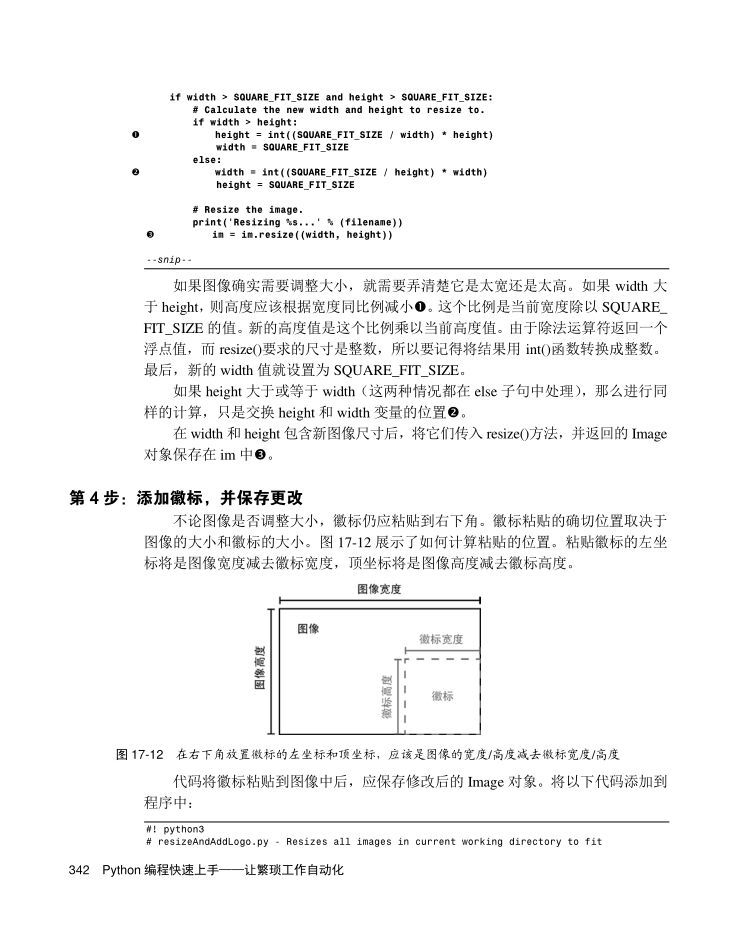 if width > SQUARE_FIT_SIZE and height > SQUARE_FIT_SIZE:
# Calculate the new width and height to resize to.
if width > height:
❶ height = int((SQUARE_FIT_SIZE / width) * height)
width = SQUARE_FIT_SIZE
else:
❷ width = int((SQUARE_FIT_SIZE / height) * width)
height = SQUARE_FIT_SIZE
# Resize the image.
print('Resizing %s...' % (filename))
❸ im = im.resize((width, height))
--snip--
如果图像确实需要调整大小，就需要弄清楚它是太宽还是太高。如果 width 大
于 height，则高度应该根据宽度同比例减小❶。这个比例是当前宽度除以 SQUARE_
FIT_SIZE 的值。新的高度值是这个比例乘以当前高度值。由于除法运算符返回一个
浮点值，而 resize()要求的尺寸是整数，所以要记得将结果用 int()函数转换成整数。
最后，新的 width 值就设置为 SQUARE_FIT_SIZE。
如果 height 大于或等于 width（这两种情况都在 else 子句中处理），那么进行同
样的计算，只是交换 height 和 width 变量的位置❷。
在 width 和 height 包含新图像尺寸后，将它们传入 resize()方法，并返回的 Image
对象保存在 im 中❸。
第 4 步：添加徽标，并保存更改
不论图像是否调整大小，徽标仍应粘贴到右下角。徽标粘贴的确切位置取决于
图像的大小和徽标的大小。图 17-12 展示了如何计算粘贴的位置。粘贴徽标的左坐
标将是图像宽度减去徽标宽度，顶坐标将是图像高度减去徽标高度。
图像宽度
图像
徽标宽度
图像高度
徽标高度
徽标
图 17-12 在右下角放置徽标的左坐标和顶坐标，应该是图像的宽度/高度减去徽标宽度/高度
代码将徽标粘贴到图像中后，应保存修改后的 Image 对象。将以下代码添加到
程序中：
#! python3
# resizeAndAddLogo.py - Resizes all images in current working directory to fit
342 Python 编程快速上手——让繁琐工作自动化